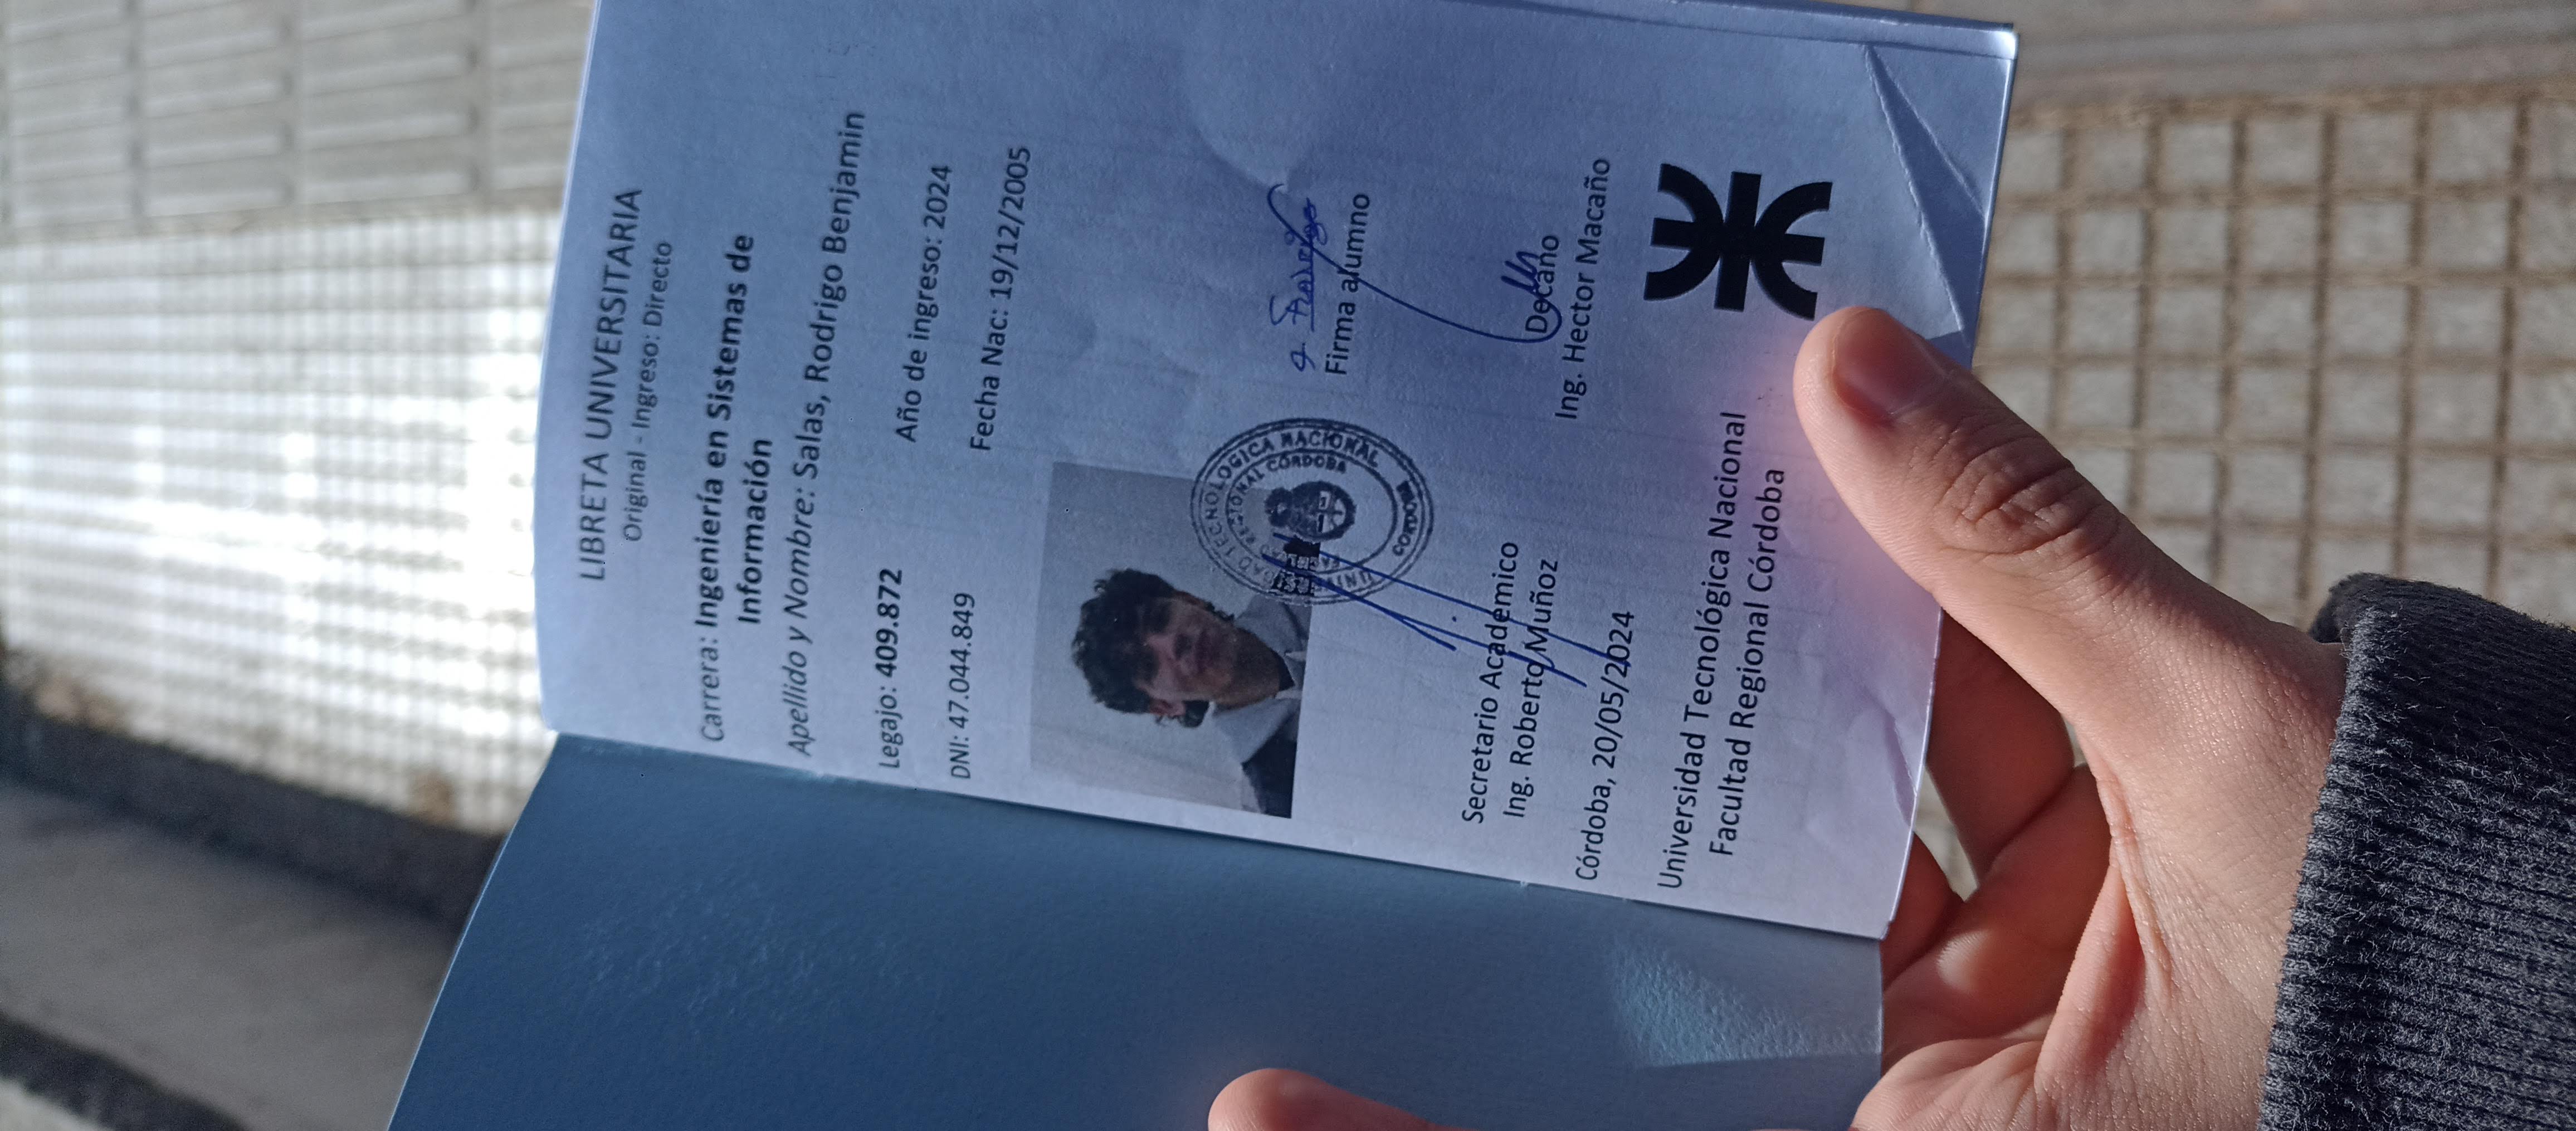 LIBRETA UNIVERSITARIA
Original - Ingreso: Directo
Carrera: Ingeniería en Sistemas de
Información
Apellido y Nombre: Salas, Rodrigo Benjamin
Legajo: 409.872
Año de ingreso: 2024
DNI: 47.044.849
Fecha Nac: 19/12/2005
UNIVERSIDAD TECNOLOGICA NACIONAL
FACULTAD REGIONAL CÓRDOBA
CORDOBA
Firma alumno
Secretario Académico
Ing. Roberto Muñoz
Decano
Ing. Hector Macaño
Córdoba, 20/05/2024
Universidad Tecnológica Nacional
Facultad Regional Córdoba